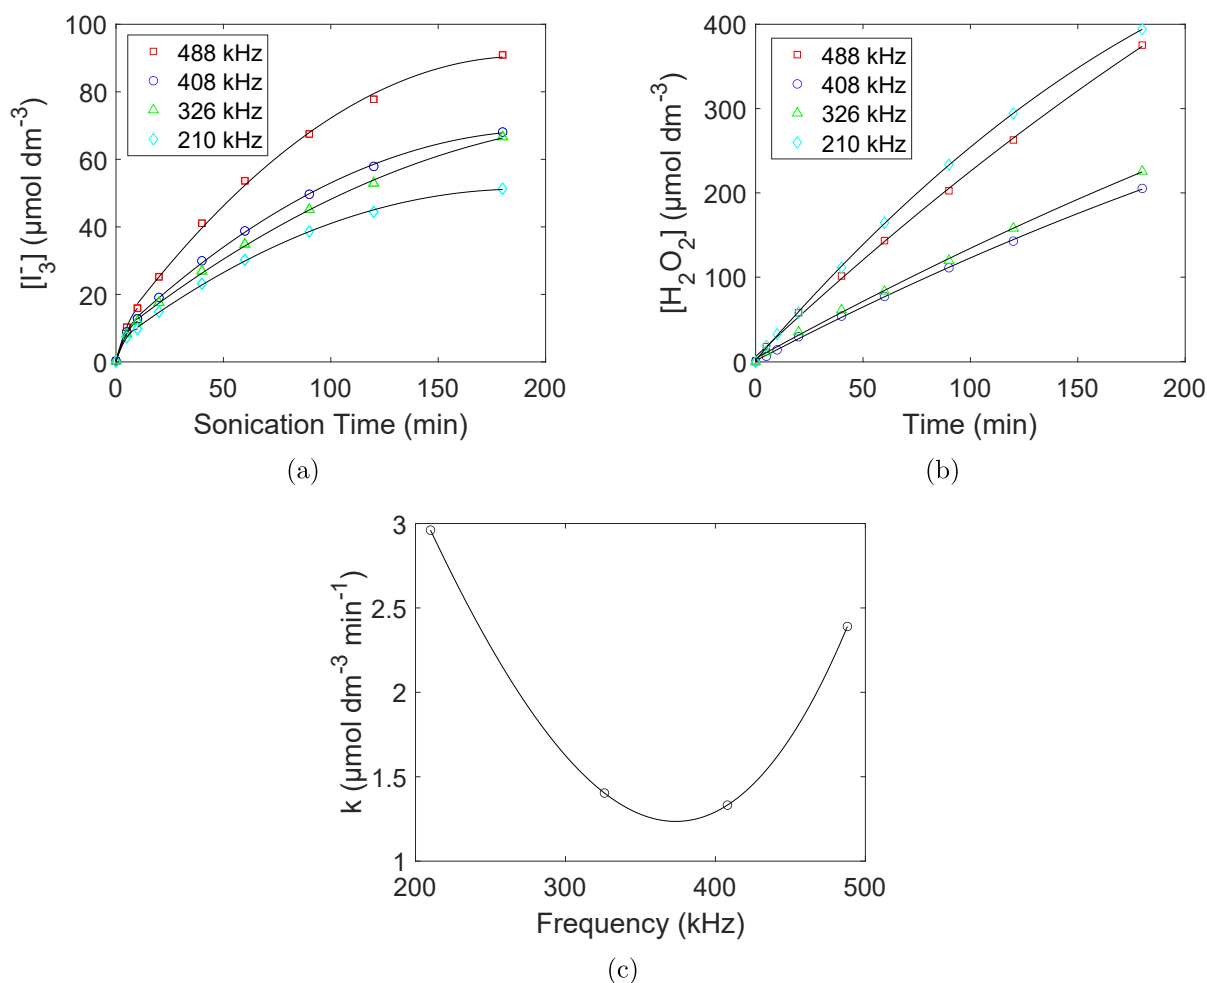 100
80
60
40
20
0
[I₃⁻] (µmol dm⁻³)
488 kHz
408 kHz
326 kHz
210 kHz
0 50 100 150 200
Sonication Time (min)
(a)
400
300
200
100
0
[H₂O₂] (µmol dm⁻³)
488 kHz
408 kHz
326 kHz
210 kHz
0 50 100 150 200
Time (min)
(b)
3
2.5
2
1.5
1
k (µmol dm⁻³ min⁻¹)
200 300 400 500
Frequency (kHz)
(c)